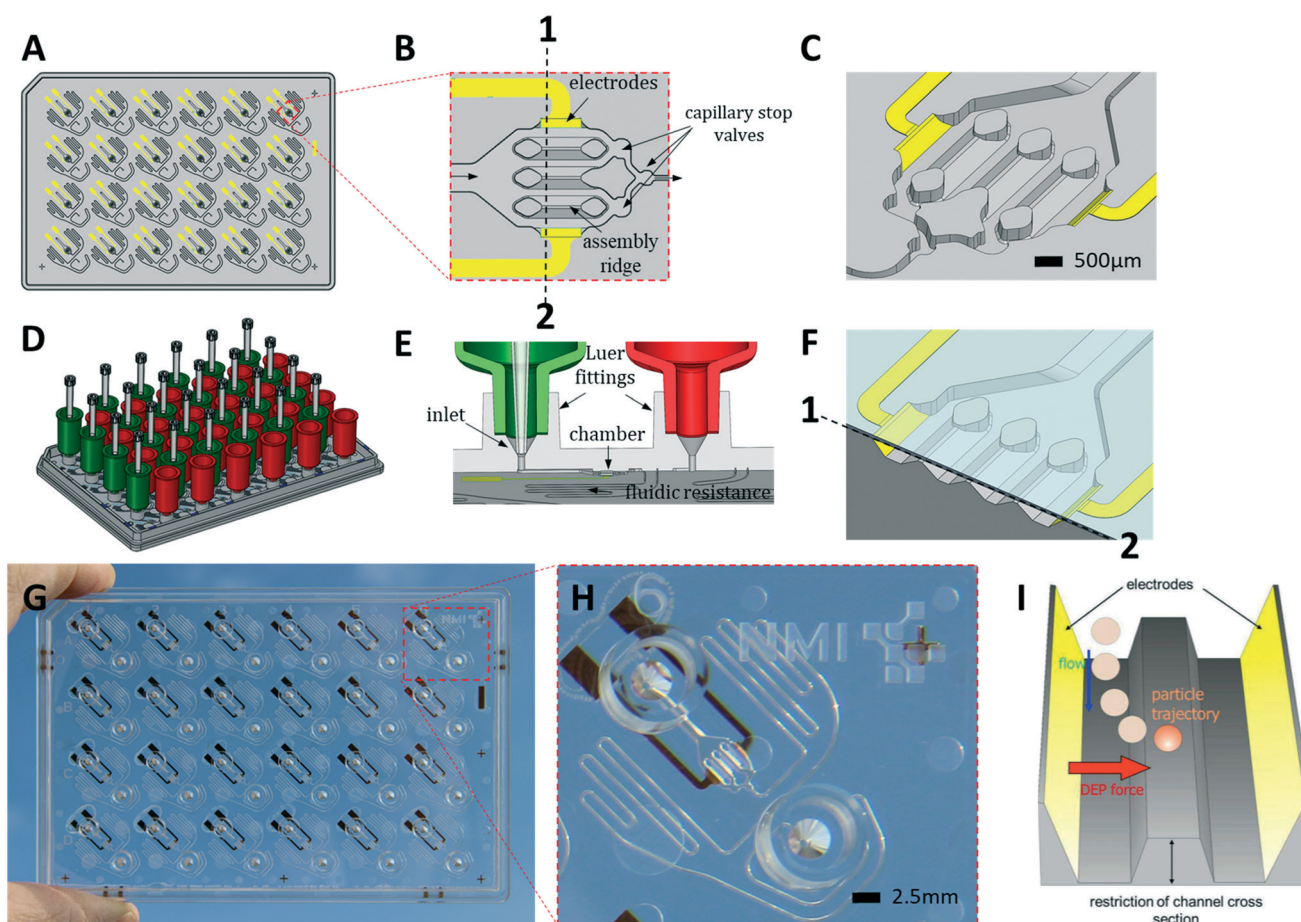 A
B
1
electrodes
capillary stop
valves
assembly
ridge
2
C
500µm
D
E
Luer
fittings
inlet
chamber
fluidic resistance
F
1
2
G
NMI
H
6
NMI
2.5mm
I
electrodes
flow
particle
trajectory
DEP force
restriction of channel cross
section